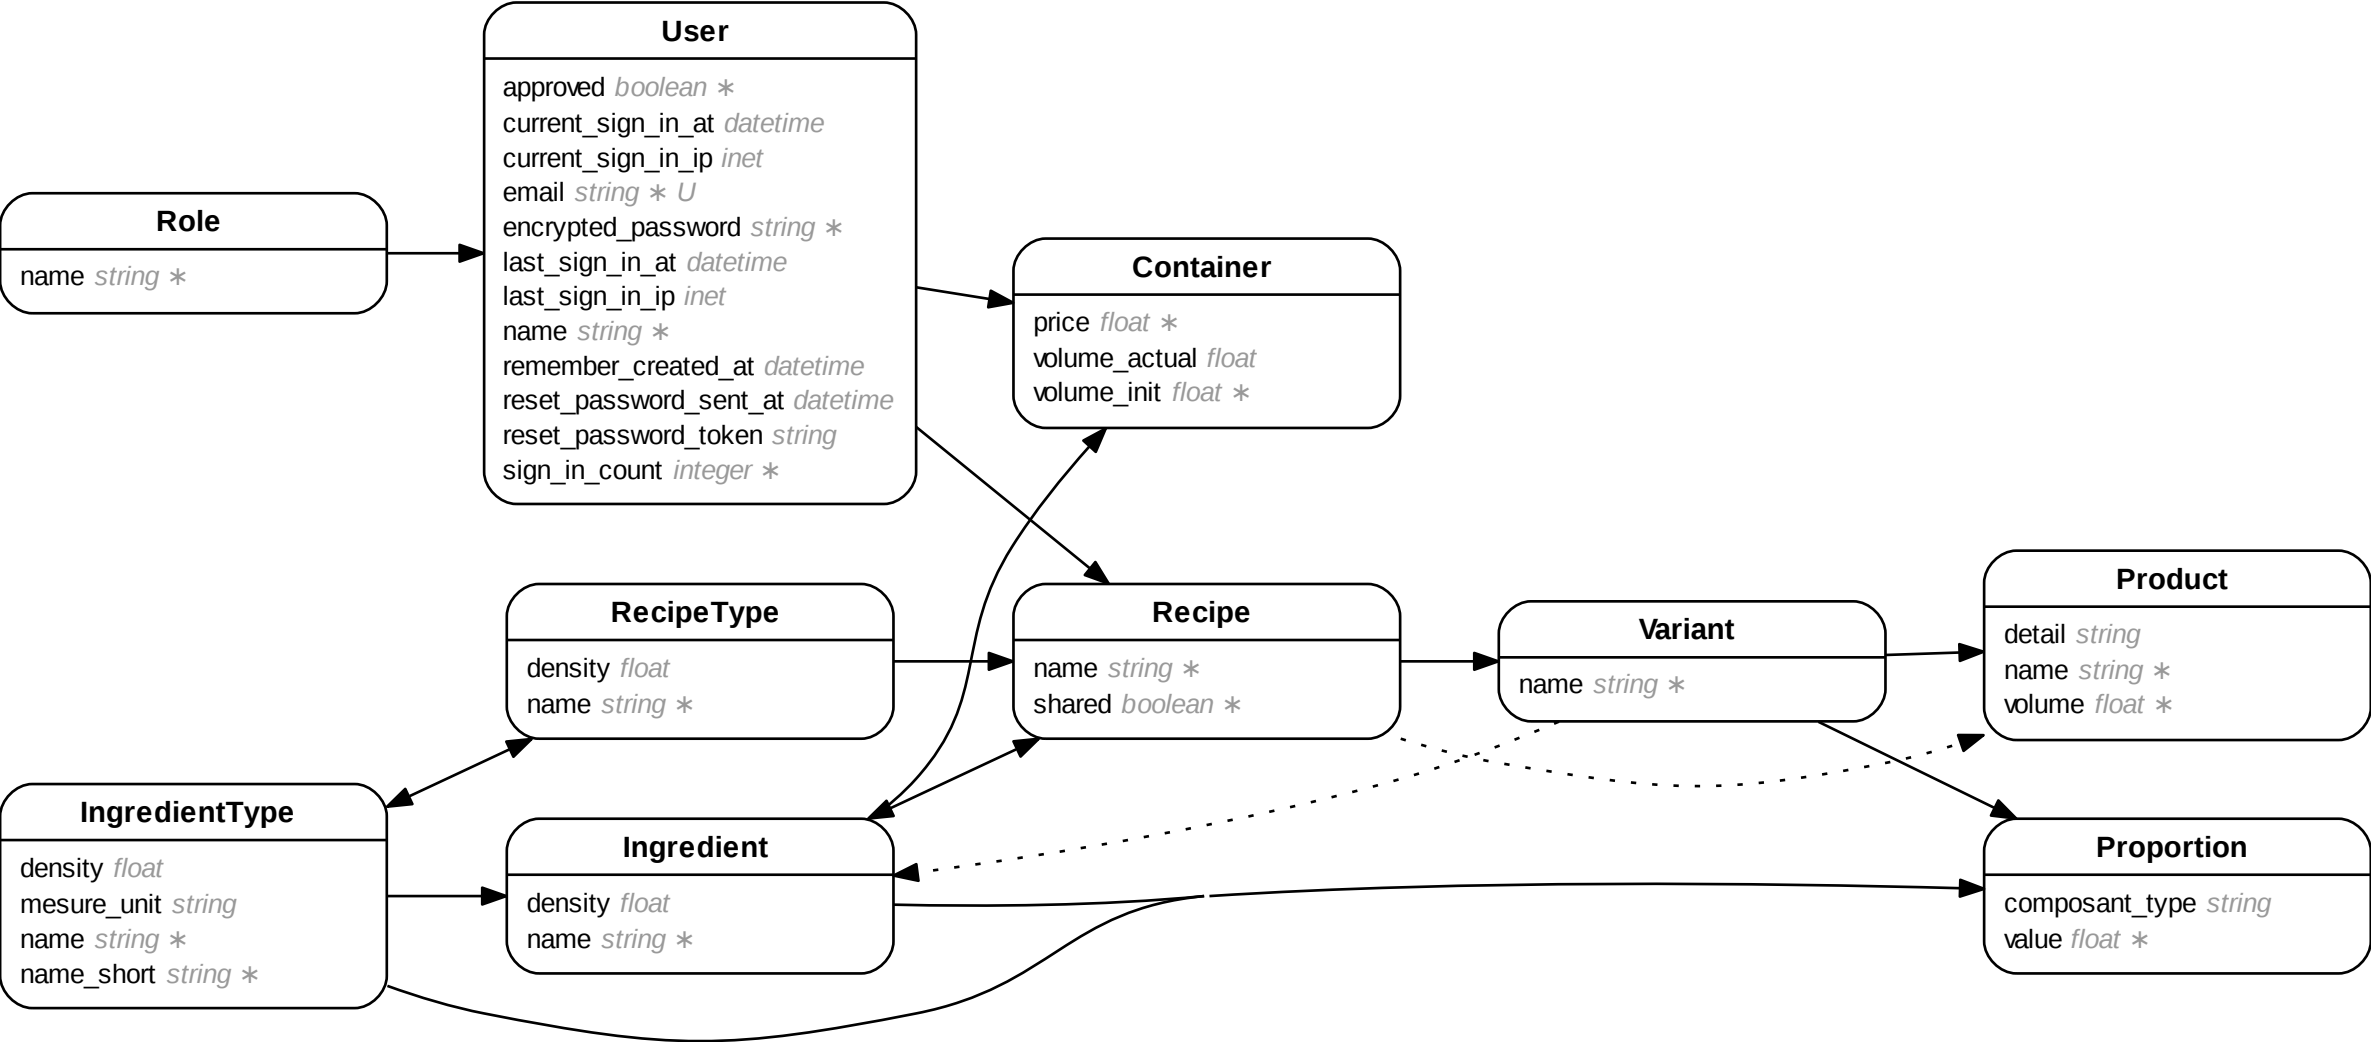 User
approved boolean ∗
current_sign_in_at datetime
current_sign_in_ip inet
email string ∗ U
encrypted_password string ∗
last_sign_in_at datetime
last_sign_in_ip inet
name string ∗
remember_created_at datetime
reset_password_sent_at datetime
reset_password_token string
sign_in_count integer ∗
Role
name string ∗
Container
price float ∗
volume_actual float
volume_init float ∗
RecipeType
density float
name string ∗
Recipe
name string ∗
shared boolean ∗
Variant
name string ∗
Product
detail string
name string ∗
volume float ∗
IngredientType
density float
mesure_unit string
name string ∗
name_short string ∗
Ingredient
density float
name string ∗
Proportion
composant_type string
value float ∗